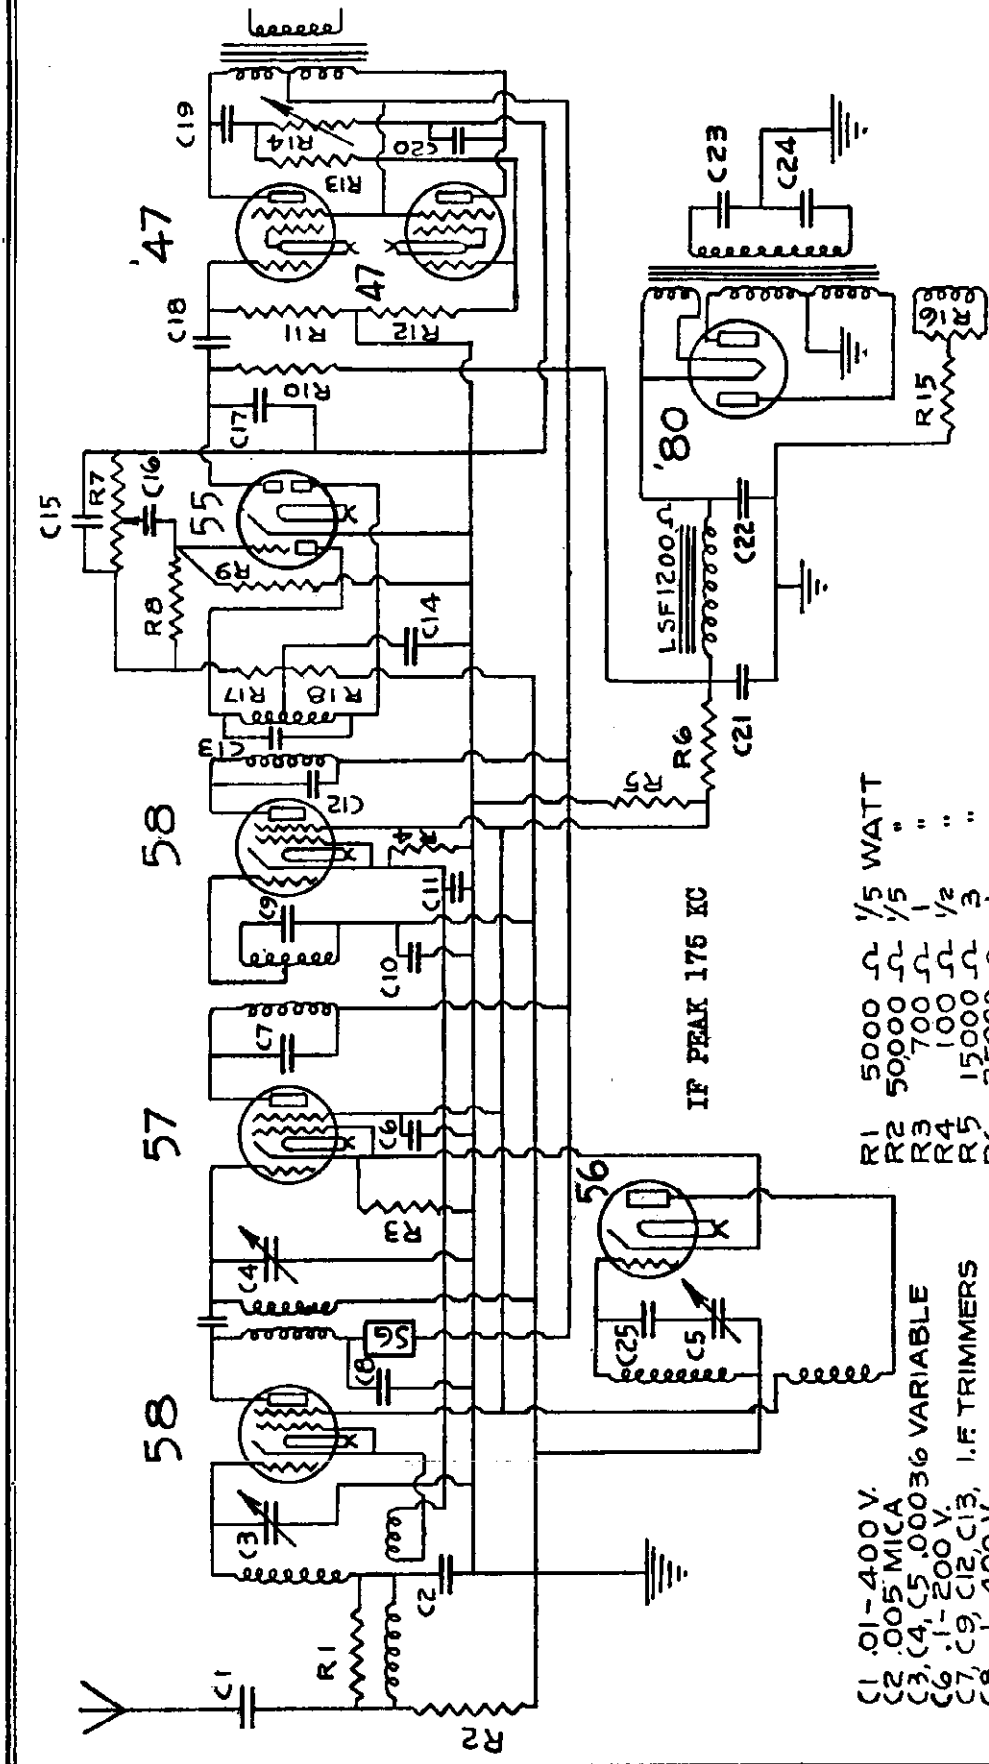 58
57
58
55
'47
47
56
'80
C1
R1
R2
C2
C3
C4
C8
SG
R3
C6
C7
C9
C10
C11
R4
C12
C13
R17
R18
C14
R8
R9
C15
R7
C16
C17
R10
C18
R11
R12
R13
R14
C19
C20
C25
C5
R5
R6
C21
LSF1200Ω
C22
R15
R16
C23
C24
IF PEAK 175 KC
C1 .01-400 V.
C2 .005 MICA
C3, C4, C5 .00036 VARIABLE
C6 .1-200 V.
C7, C9, C12, C13, I.F. TRIMMERS
R1 5000 Ω 1/5 WATT
R2 50,000 Ω 1/5 "
R3 700 Ω 1 "
R4 100 Ω 1/2 "
R5 15000 Ω 3 "